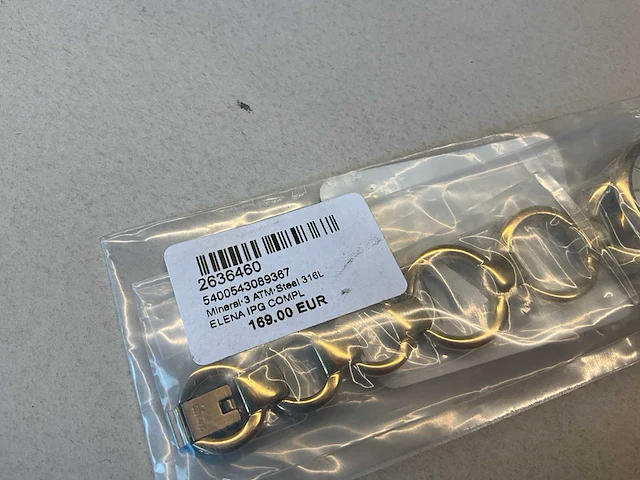 2636460
5400543089367
Mineral-3 ATM-Steel 316L
ELENA IPG COMPL
169.00 EUR